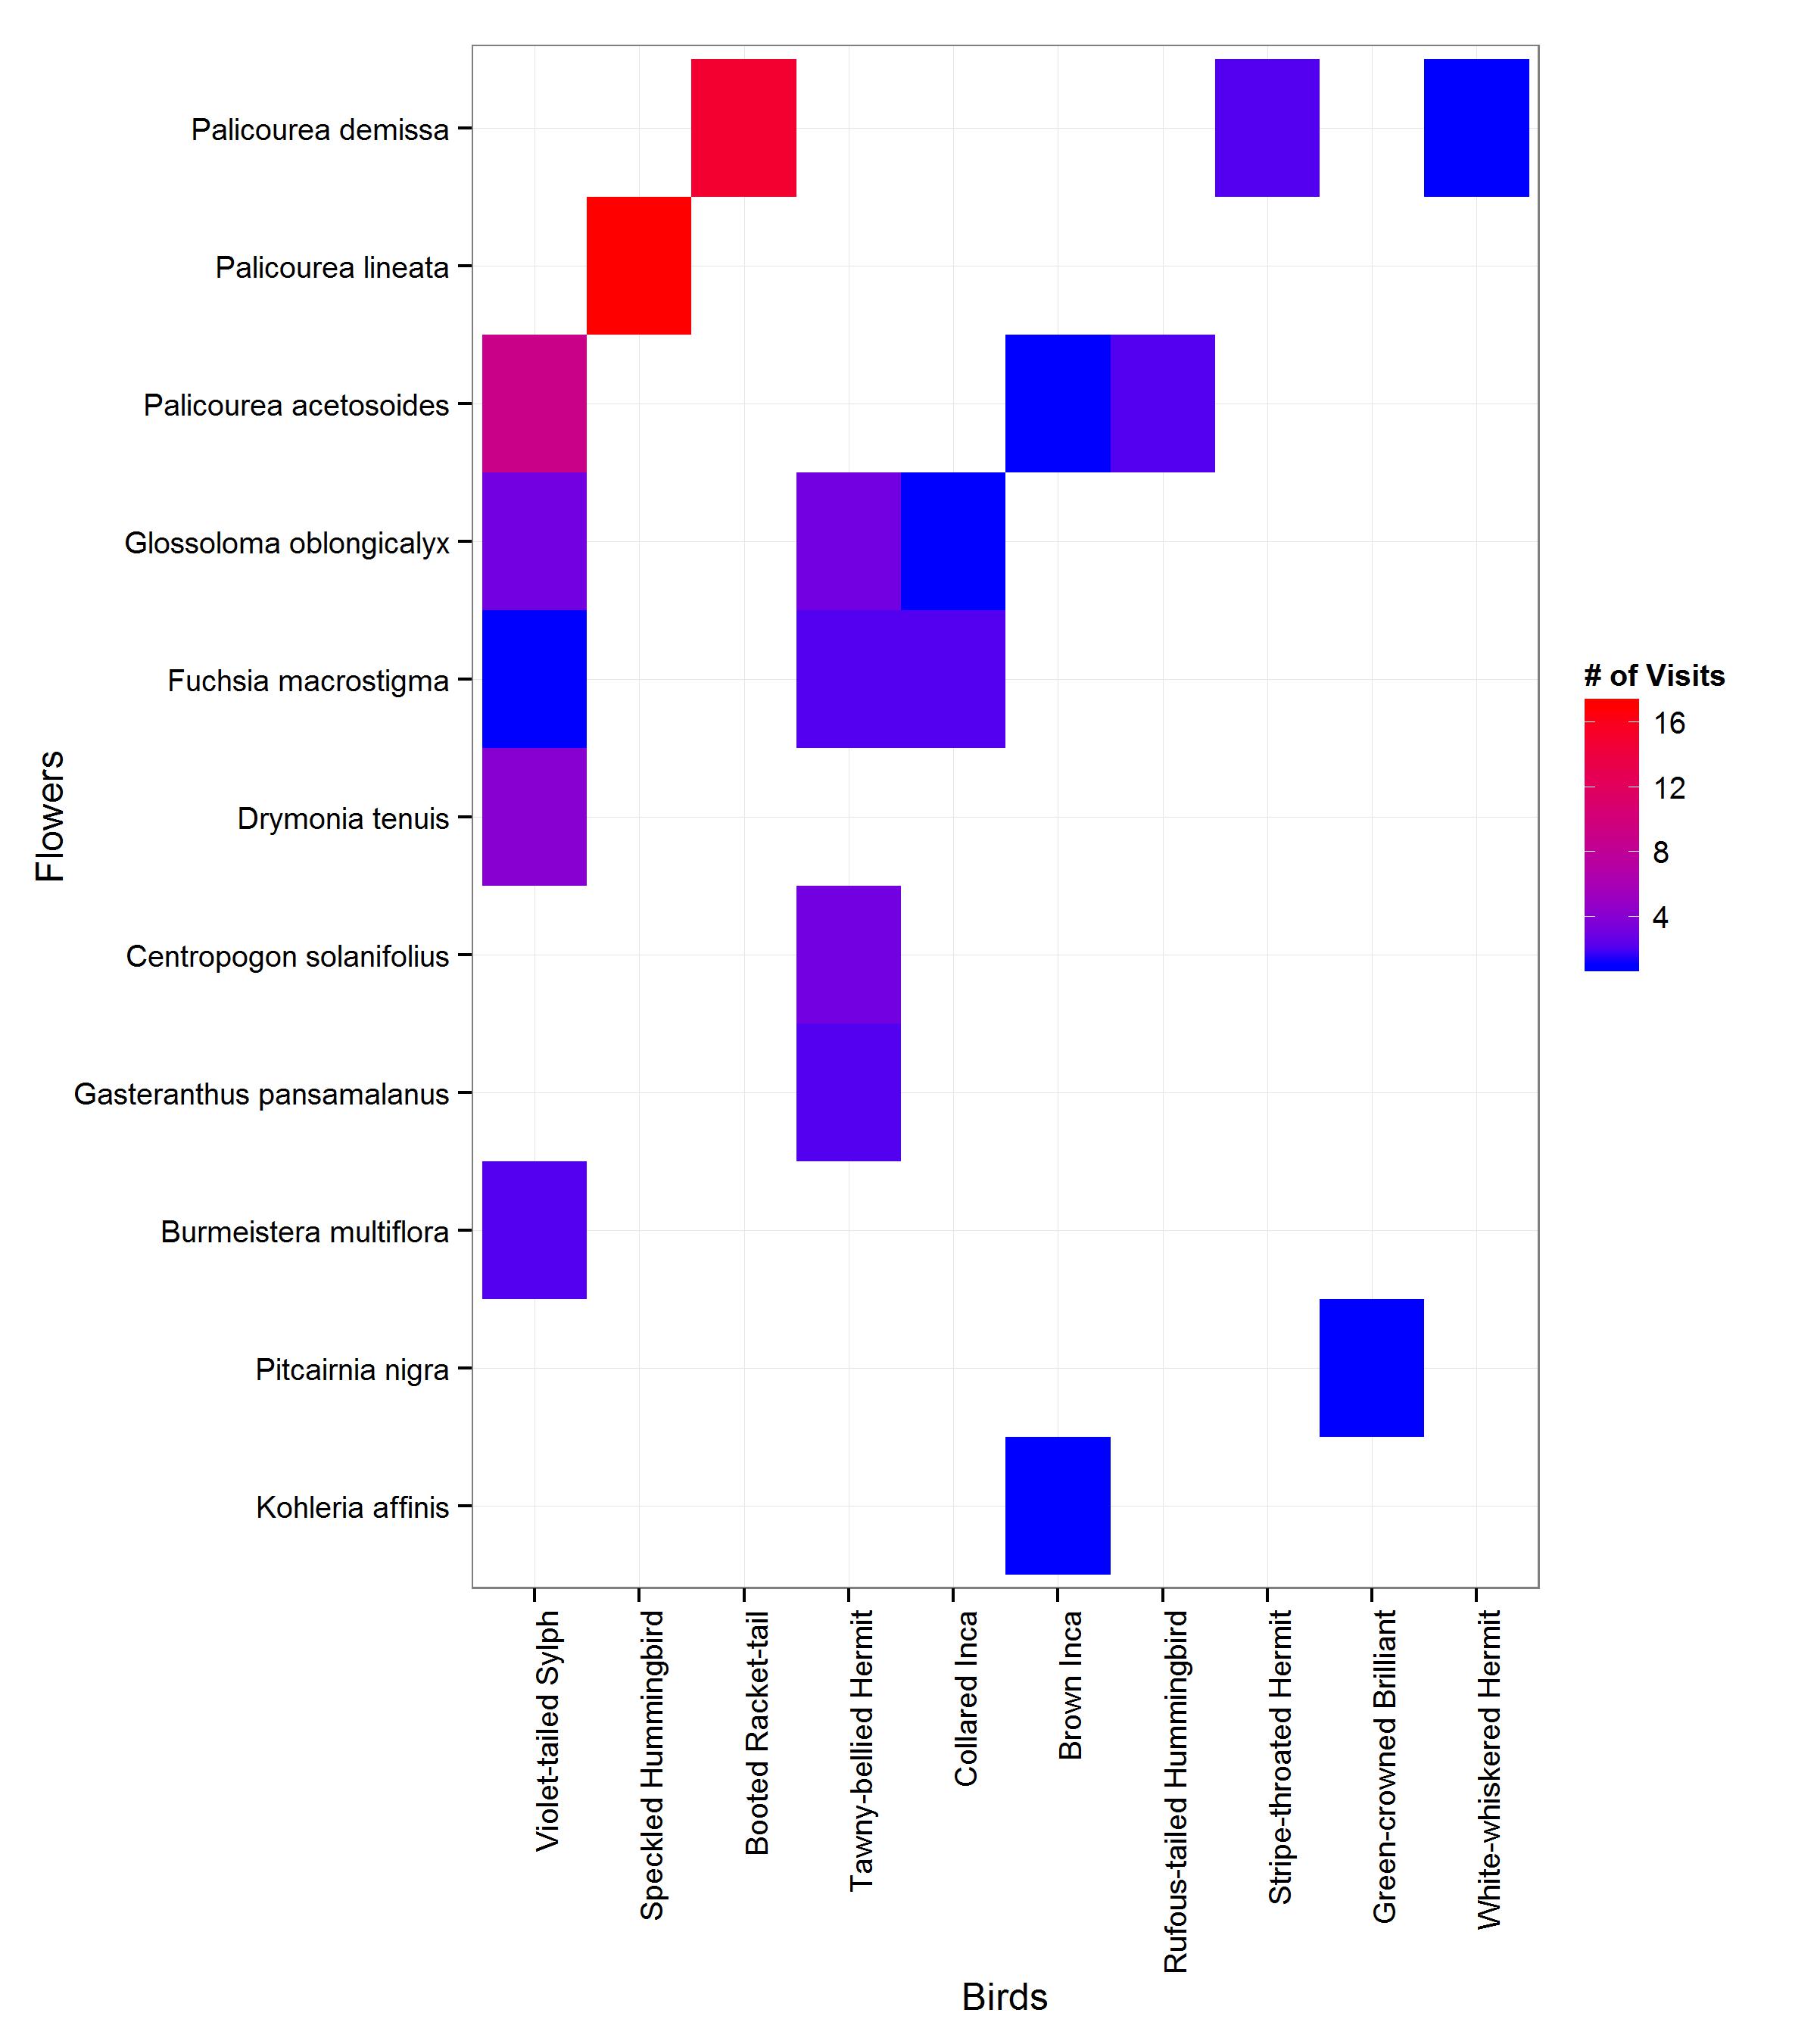 Palicourea demissa
Palicourea lineata
Palicourea acetosoides
Glossoloma oblongicalyx
Fuchsia macrostigma
Drymonia tenuis
Centropogon solanifolius
Gasteranthus pansamalanus
Burmeistera multiflora
Pitcairnia nigra
Kohleria affinis
Flowers
Violet-tailed Sylph
Speckled Hummingbird
Booted Racket-tail
Tawny-bellied Hermit
Collared Inca
Brown Inca
Rufous-tailed Hummingbird
Stripe-throated Hermit
Green-crowned Brilliant
White-whiskered Hermit
Birds
# of Visits
16
12
8
4